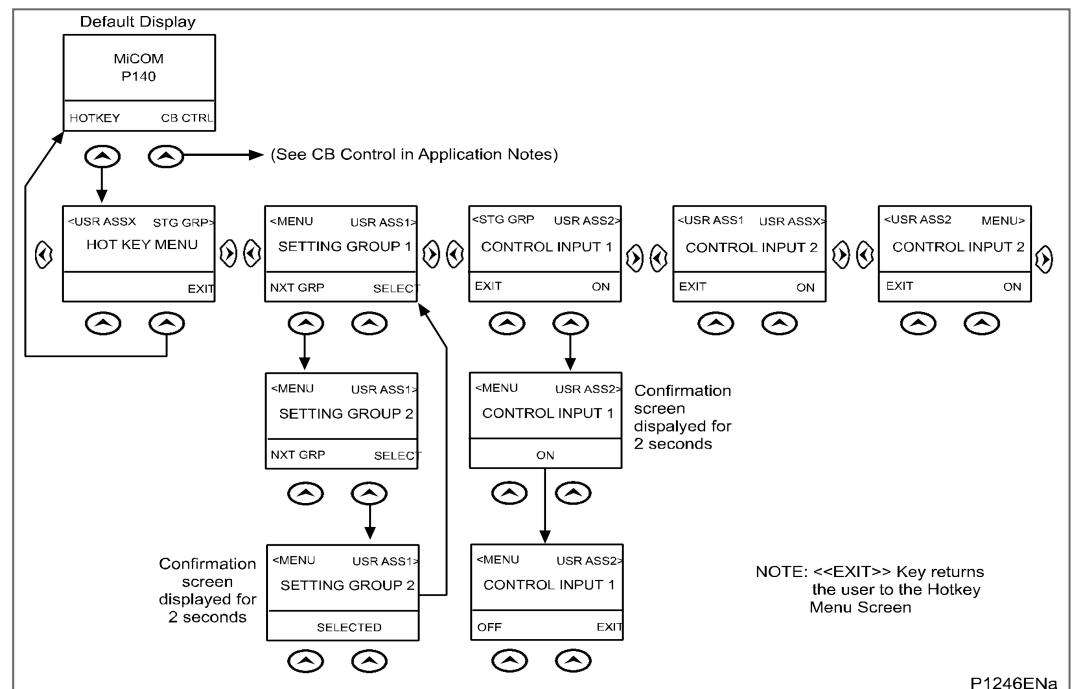 Default Display
MiCOM
P140
HOTKEY CB CTRL
(See CB Control in Application Notes)
<USR ASSX STG GRP>
HOT KEY MENU
EXIT
<MENU USR ASS1>
SETTING GROUP 1
NXT GRP SELECT
<STG GRP USR ASS2>
CONTROL INPUT 1
EXIT ON
<USR ASS1 USR ASSX>
CONTROL INPUT 2
EXIT ON
<USR ASS2 MENU>
CONTROL INPUT 2
EXIT ON
<MENU USR ASS1>
SETTING GROUP 2
NXT GRP SELECT
<MENU USR ASS2>
CONTROL INPUT 1
ON
Confirmation
screen
dispalyed for
2 seconds
Confirmation
screen
displayed for
2 seconds
<MENU USR ASS1>
SETTING GROUP 2
SELECTED
<MENU USR ASS2>
CONTROL INPUT 1
OFF EXIT
NOTE: <<EXIT>> Key returns
the user to the Hotkey
Menu Screen
P1246ENa